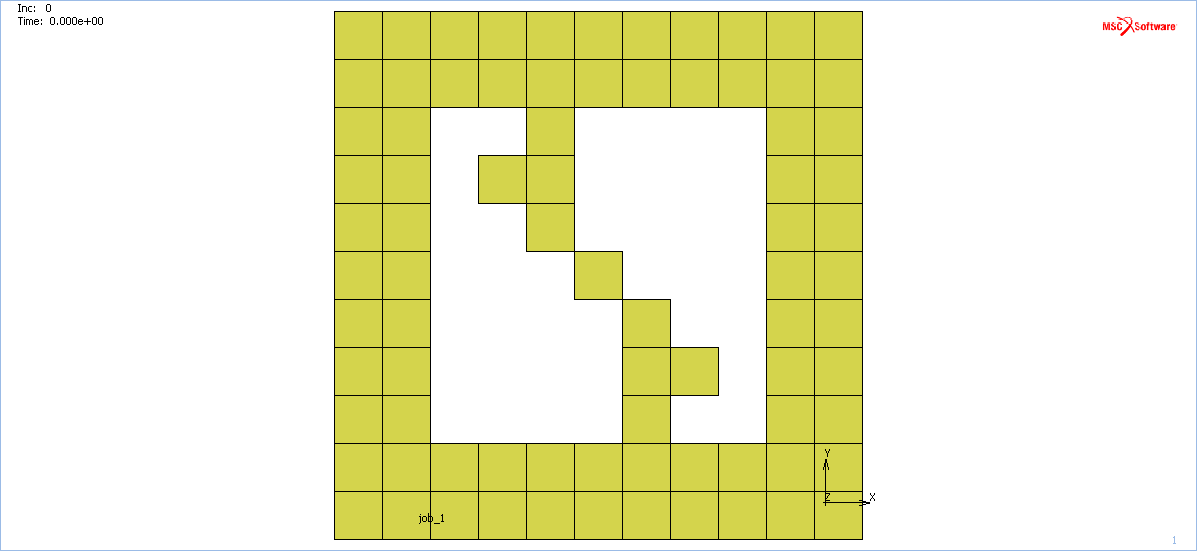 Inc: 0
Time: 0.000e+00
MSC Software
Y
Z X
job_1
1